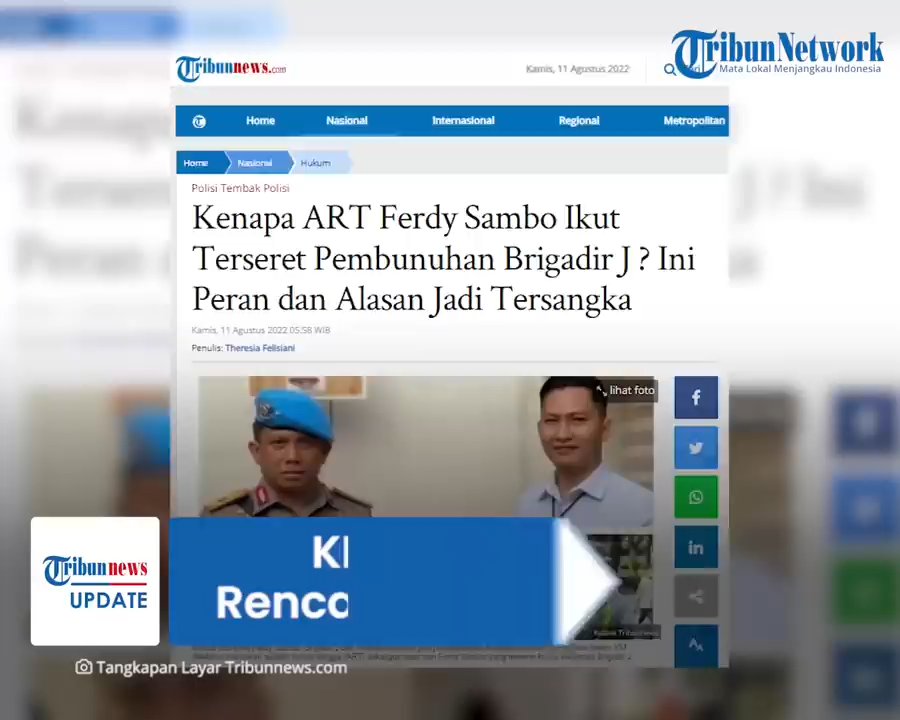 TribunNetwork
Mata Lokal Menjangkau Indonesia
Tribunnews.com
Kamis, 11 Agustus 2022
Home
Nasional
Internasional
Regional
Metropolitan
Home
Nasional
Hukum
Polisi Tembak Polisi
Kenapa ART Ferdy Sambo Ikut
Terseret Pembunuhan Brigadir J ? Ini
Peran dan Alasan Jadi Tersangka
Kamis, 11 Agustus 2022 05:58 WIB
Penulis: Theresia Felisiani
lihat foto
Tribunnews
UPDATE
Tangkapan Layar Tribunnews.com